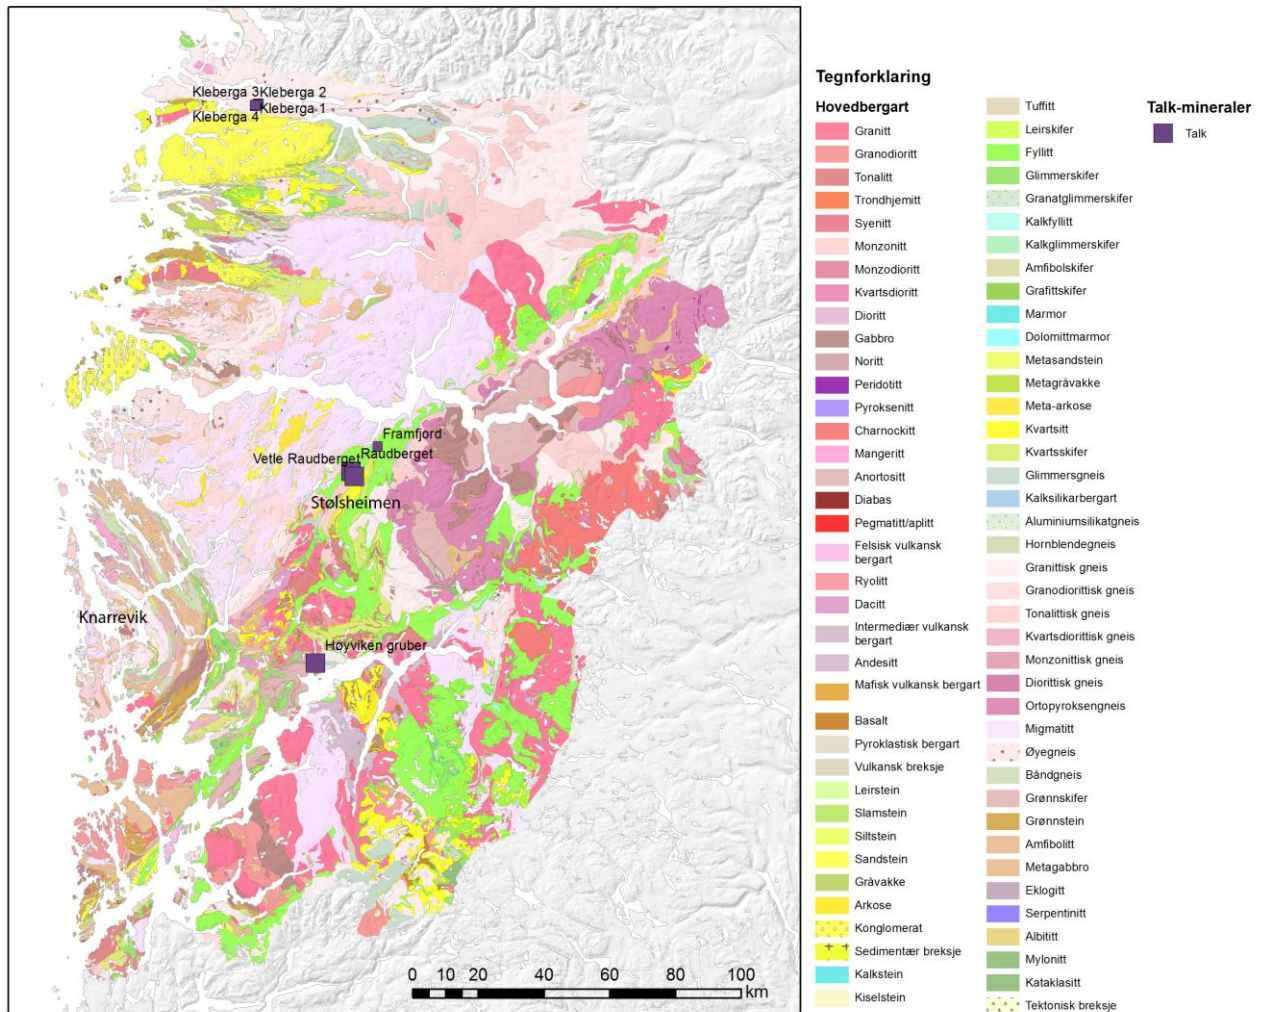 Kleberga 3 Kleberga 2
Kleberga 1
Kleberga 4
Framfjord
Vetle Raudberget Raudberget
Stølsheimen
Knarrevik
Høyviken gruber
0 10 20 40 60 80 100
km
Tegnforklaring
Hovedbergart
Granitt
Granodioritt
Tonalitt
Trondhjemitt
Syenitt
Monzonitt
Monzodioritt
Kvartsdioritt
Dioritt
Gabbro
Noritt
Peridotitt
Pyroksenitt
Charnockitt
Mangeritt
Anortositt
Diabas
Pegmatitt/aplitt
Felsisk vulkansk
bergart
Ryolitt
Dacitt
Intermediær vulkansk
bergart
Andesitt
Mafisk vulkansk bergart
Basalt
Pyroklastisk bergart
Vulkansk breksje
Leirstein
Slamstein
Siltstein
Sandstein
Gråvakke
Arkose
Konglomerat
Sedimentær breksje
Kalkstein
Kiselstein
Tuffitt
Leirskifer
Fyllitt
Glimmerskifer
Granatglimmerskifer
Kalkfyllitt
Kalkglimmerskifer
Amfibolskifer
Grafittskifer
Marmor
Dolomittmarmor
Metasandstein
Metagråvakke
Meta-arkose
Kvartsitt
Kvartsskifer
Glimmersgneis
Kalksilikarbergart
Aluminiumsilikatgneis
Hornblendegneis
Granittisk gneis
Granodiorittisk gneis
Tonalittisk gneis
Kvartsdiorittisk gneis
Monzonittisk gneis
Diorittisk gneis
Ortopyroksengneis
Migmatitt
Øyegneis
Båndgneis
Grønnskifer
Grønnstein
Amfibolitt
Metagabbro
Eklogitt
Serpentinitt
Albititt
Mylonitt
Kataklasitt
Tektonisk breksje
Talk-mineraler
Talk